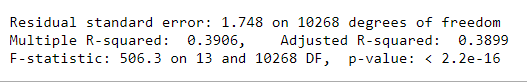 Residual standard error: 1.748 on 10268 degrees of freedom
Multiple R-squared:  0.3906,    Adjusted R-squared:  0.3899
F-statistic: 506.3 on 13 and 10268 DF,  p-value: < 2.2e-16